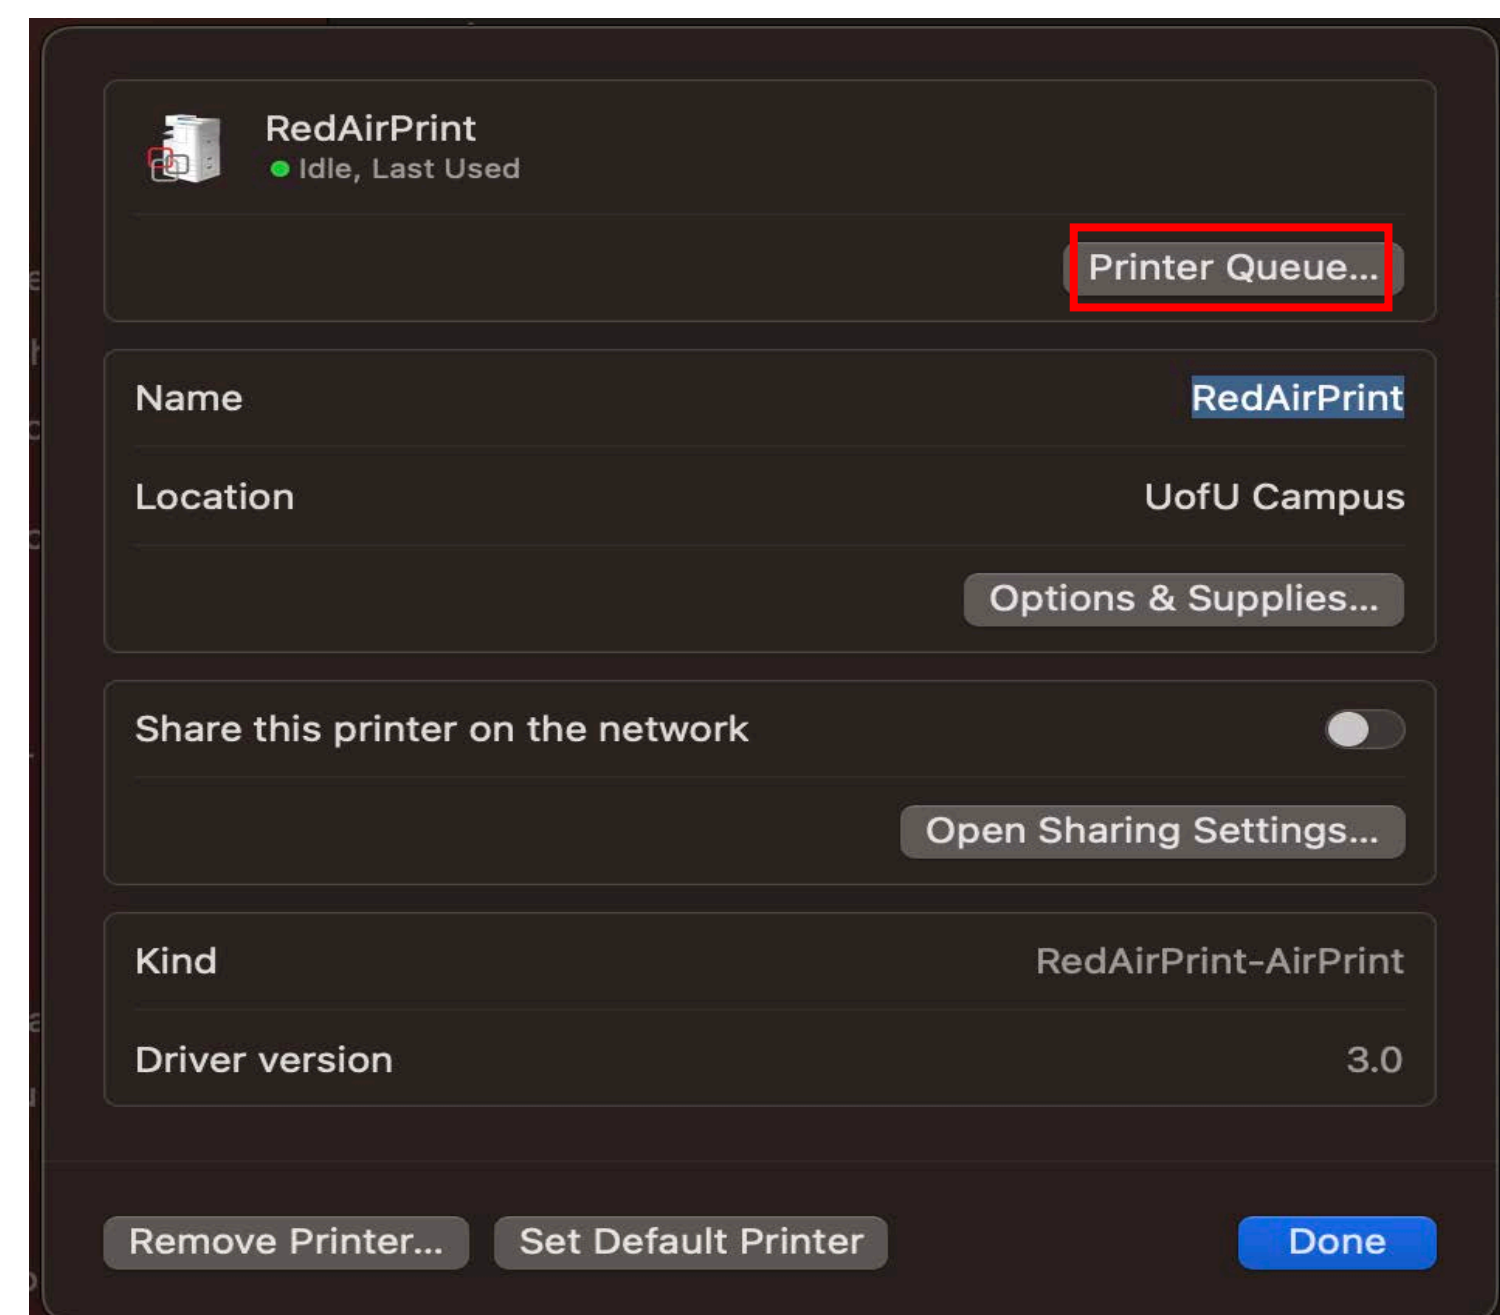 RedAirPrint
Idle, Last Used
Printer Queue...
Name RedAirPrint
Location UofU Campus
Options & Supplies...
Share this printer on the network
Open Sharing Settings...
Kind RedAirPrint-AirPrint
Driver version 3.0
Remove Printer... Set Default Printer Done